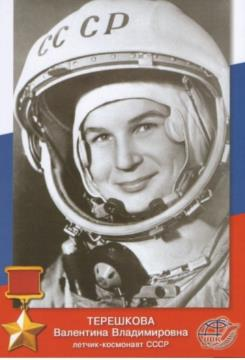 СССР
ТЕРЕШКОВА
Валентина Владимировна
летчик-космонавт СССР